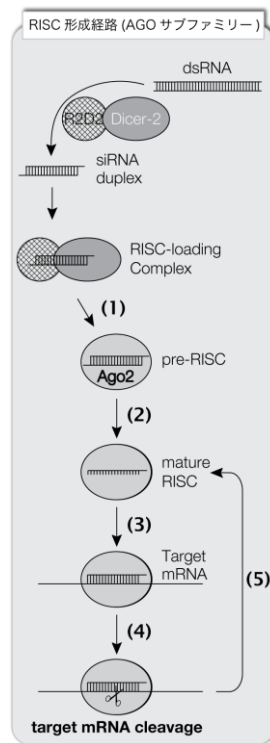 RISC 形成経路 (AGO サブファミリー)
dsRNA
R2D2 Dicer-2
siRNA
duplex
RISC-loading
Complex
(1)
pre-RISC
Ago2
(2)
mature
RISC
(3)
Target
mRNA
(5)
(4)
target mRNA cleavage